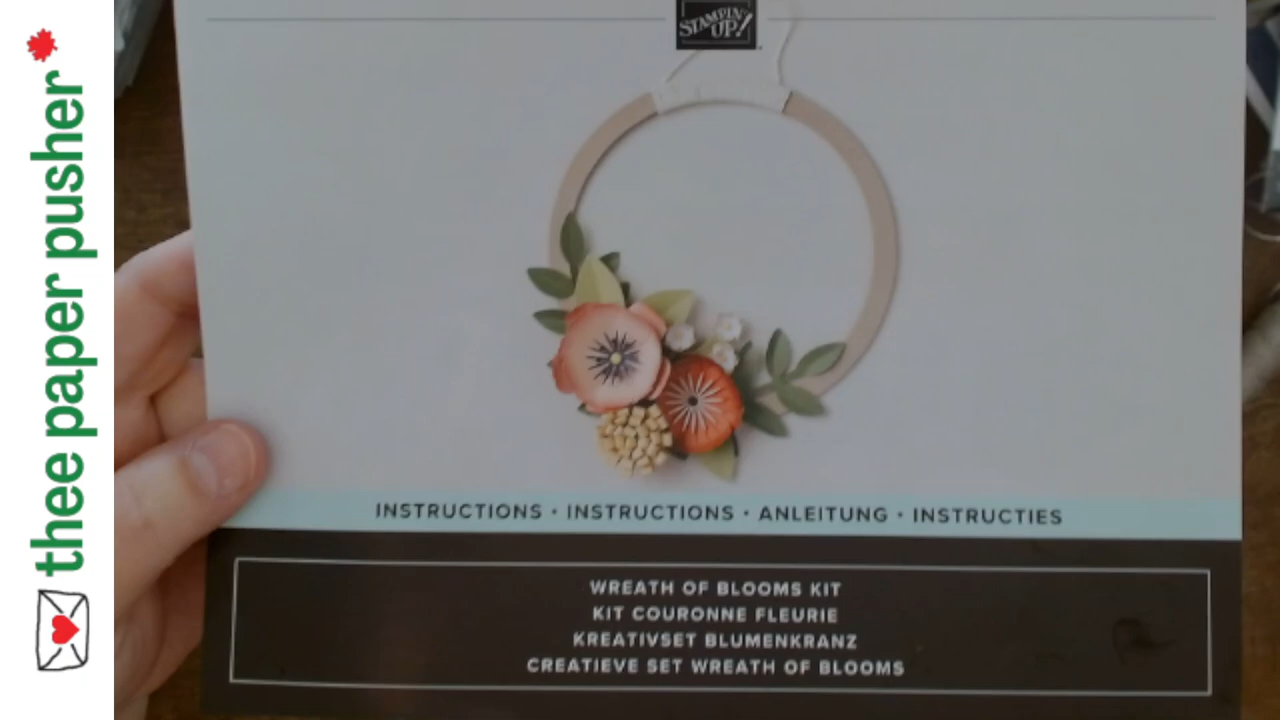 thee paper pusher
STAMPIN'
UP!
INSTRUCTIONS • INSTRUCTIONS • ANLEITUNG • INSTRUCTIES
WREATH OF BLOOMS KIT
KIT COURONNE FLEURIE
KREATIVSET BLUMENKRANZ
CREATIEVE SET WREATH OF BLOOMS